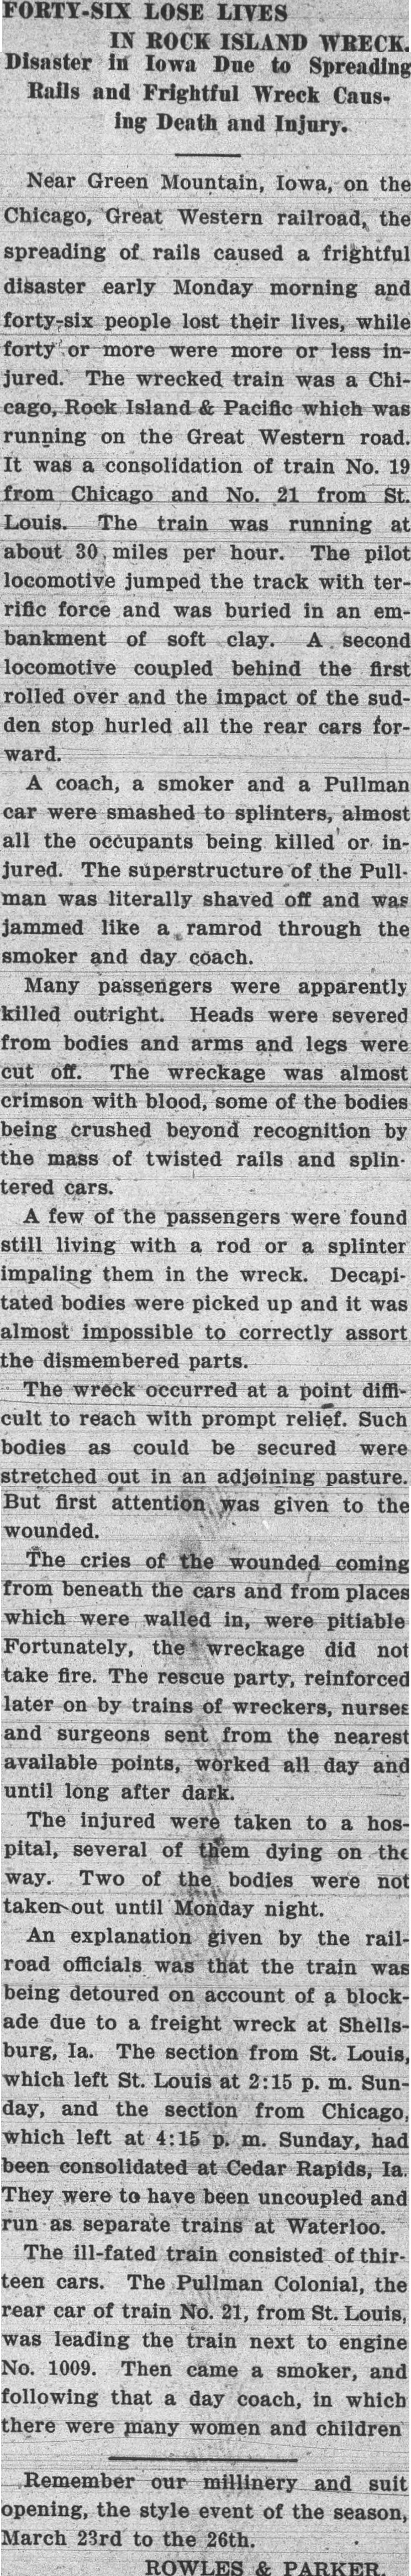 FORTY-SIX LOSE LIVES
IN ROCK ISLAND WRECK.
Disaster in Iowa Due to Spreading
Rails and Frightful Wreck Caus-
ing Death and Injury.
Near Green Mountain, Iowa, on the
Chicago, Great Western railroad, the
spreading of rails caused a frightful
disaster early Monday morning and
forty-six people lost their lives, while
forty or more were more or less in-
jured. The wrecked train was a Chi-
cago, Rock Island & Pacific which was
running on the Great Western road.
It was a consolidation of train No. 19
from Chicago and No. 21 from St.
Louis. The train was running at
about 30 miles per hour. The pilot
locomotive jumped the track with ter-
rific force and was buried in an em-
bankment of soft clay. A second
locomotive coupled behind the first
rolled over and the impact of the sud-
den stop hurled all the rear cars for-
ward.
A coach, a smoker and a Pullman
car were smashed to splinters, almost
all the occupants being killed or in-
jured. The superstructure of the Pull-
man was literally shaved off and was
jammed like a ramrod through the
smoker and day coach.
Many passengers were apparently
killed outright. Heads were severed
from bodies and arms and legs were
cut off. The wreckage was almost
crimson with blood, some of the bodies
being crushed beyond recognition by
the mass of twisted rails and splin-
tered cars.
A few of the passengers were found
still living with a rod or a splinter
impaling them in the wreck. Decapi-
tated bodies were picked up and it was
almost impossible to correctly assort
the dismembered parts.
The wreck occurred at a point diffi-
cult to reach with prompt relief. Such
bodies as could be secured were
stretched out in an adjoining pasture.
But first attention was given to the
wounded.
The cries of the wounded coming
from beneath the cars and from places
which were walled in, were pitiable
Fortunately, the wreckage did not
take fire. The rescue party, reinforced
later on by trains of wreckers, nurses
and surgeons sent from the nearest
available points, worked all day and
until long after dark.
The injured were taken to a hos-
pital, several of them dying on the
way. Two of the bodies were not
taken out until Monday night.
An explanation given by the rail-
road officials was that the train was
being detoured on account of a block-
ade due to a freight wreck at Shells-
burg, Ia. The section from St. Louis,
which left St. Louis at 2:15 p. m. Sun-
day, and the section from Chicago,
which left at 4:15 p. m. Sunday, had
been consolidated at Cedar Rapids, Ia.
They were to have been uncoupled and
run as separate trains at Waterloo.
The ill-fated train consisted of thir-
teen cars. The Pullman Colonial, the
rear car of train No. 21, from St. Louis,
was leading the train next to engine
No. 1009. Then came a smoker, and
following that a day coach, in which
there were many women and children
Remember our millinery and suit
opening, the style event of the season,
March 23rd to the 26th.
ROWLES & PARKER.